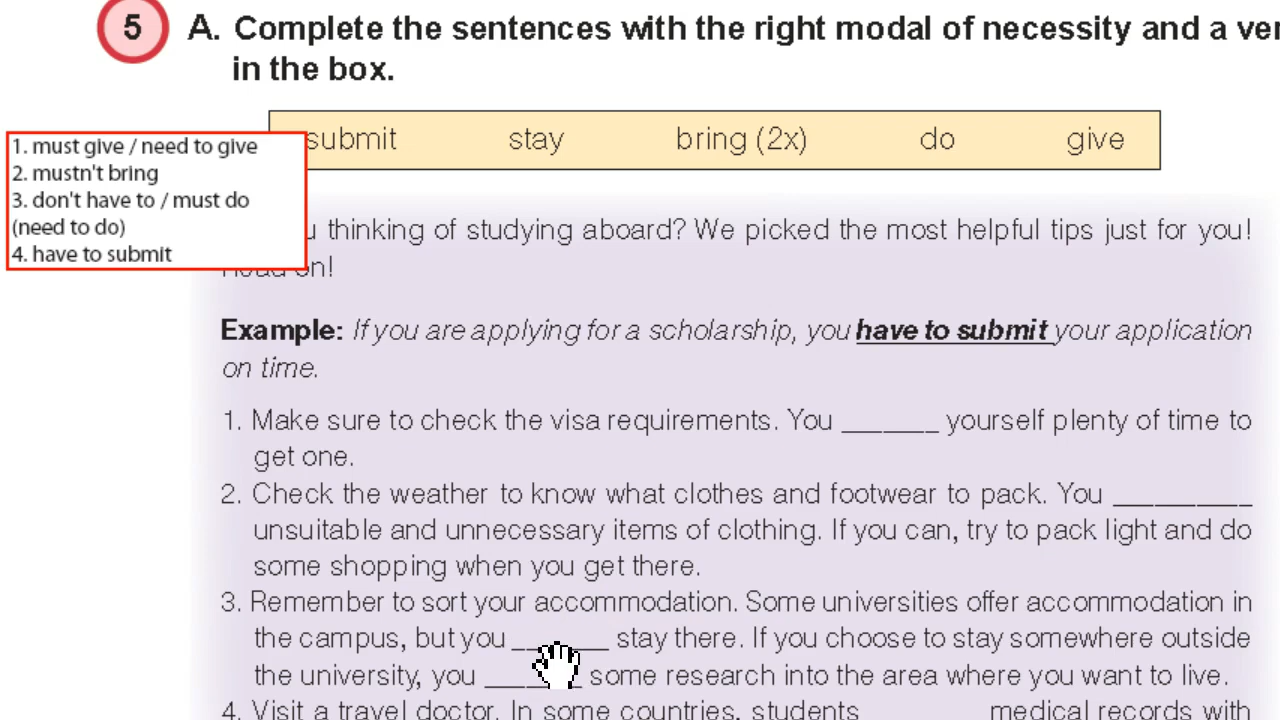 5 A. Complete the sentences with the right modal of necessity and a
in the box.
submit stay bring (2x) do give
1. must give / need to give
2. mustn't bring
3. don't have to / must do
(need to do)
4. have to submit
thinking of studying aboard? We picked the most helpful tips just for you!
on!
Example: If you are applying for a scholarship, you have to submit your application
on time.
1. Make sure to check the visa requirements. You _______ yourself plenty of time to
get one.
2. Check the weather to know what clothes and footwear to pack. You __________
unsuitable and unnecessary items of clothing. If you can, try to pack light and do
some shopping when you get there.
3. Remember to sort your accommodation. Some universities offer accommodation in
the campus, but you _______ stay there. If you choose to stay somewhere outside
the university, you _______ some research into the area where you want to live.
4. Visit a travel doctor. In some countries, students _________ medical records with